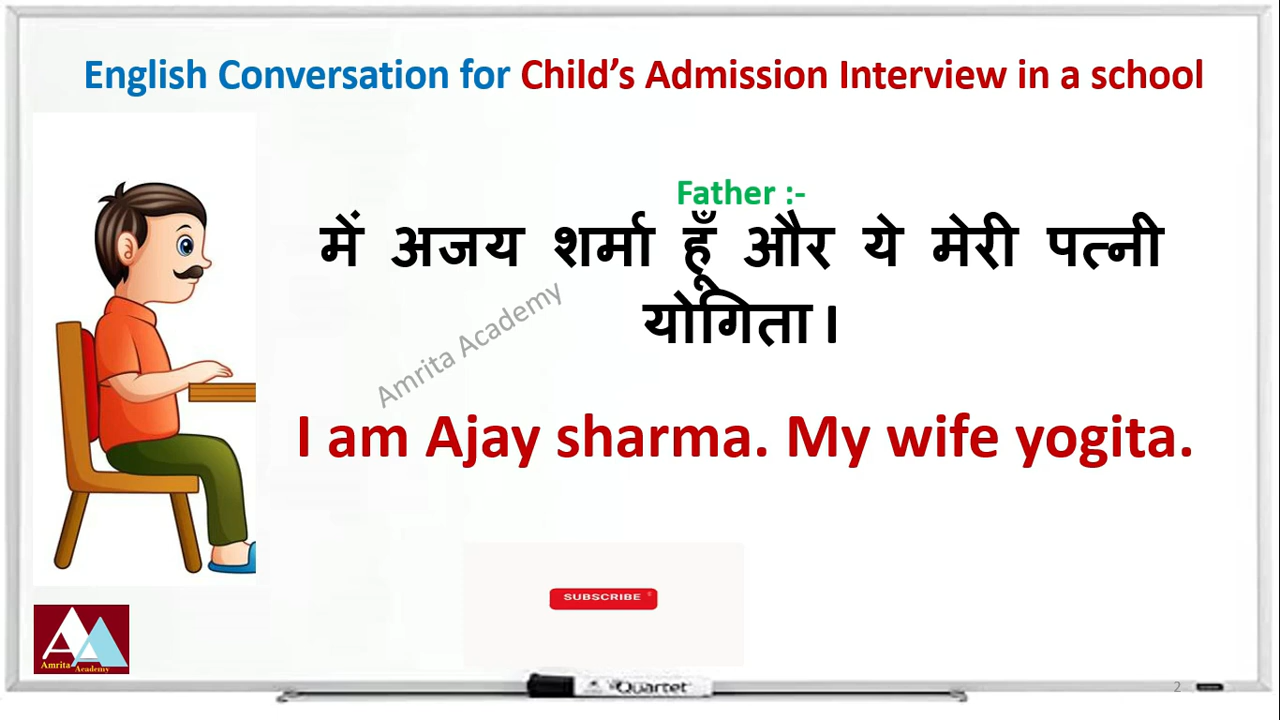 English Conversation for Child’s Admission Interview in a school
Father :-
में अजय शर्मा हूँ और ये मेरी पत्नी
योगिता।
Amrita Academy
I am Ajay sharma. My wife yogita.
SUBSCRIBE
AA
Amrita Academy
Quartet
2